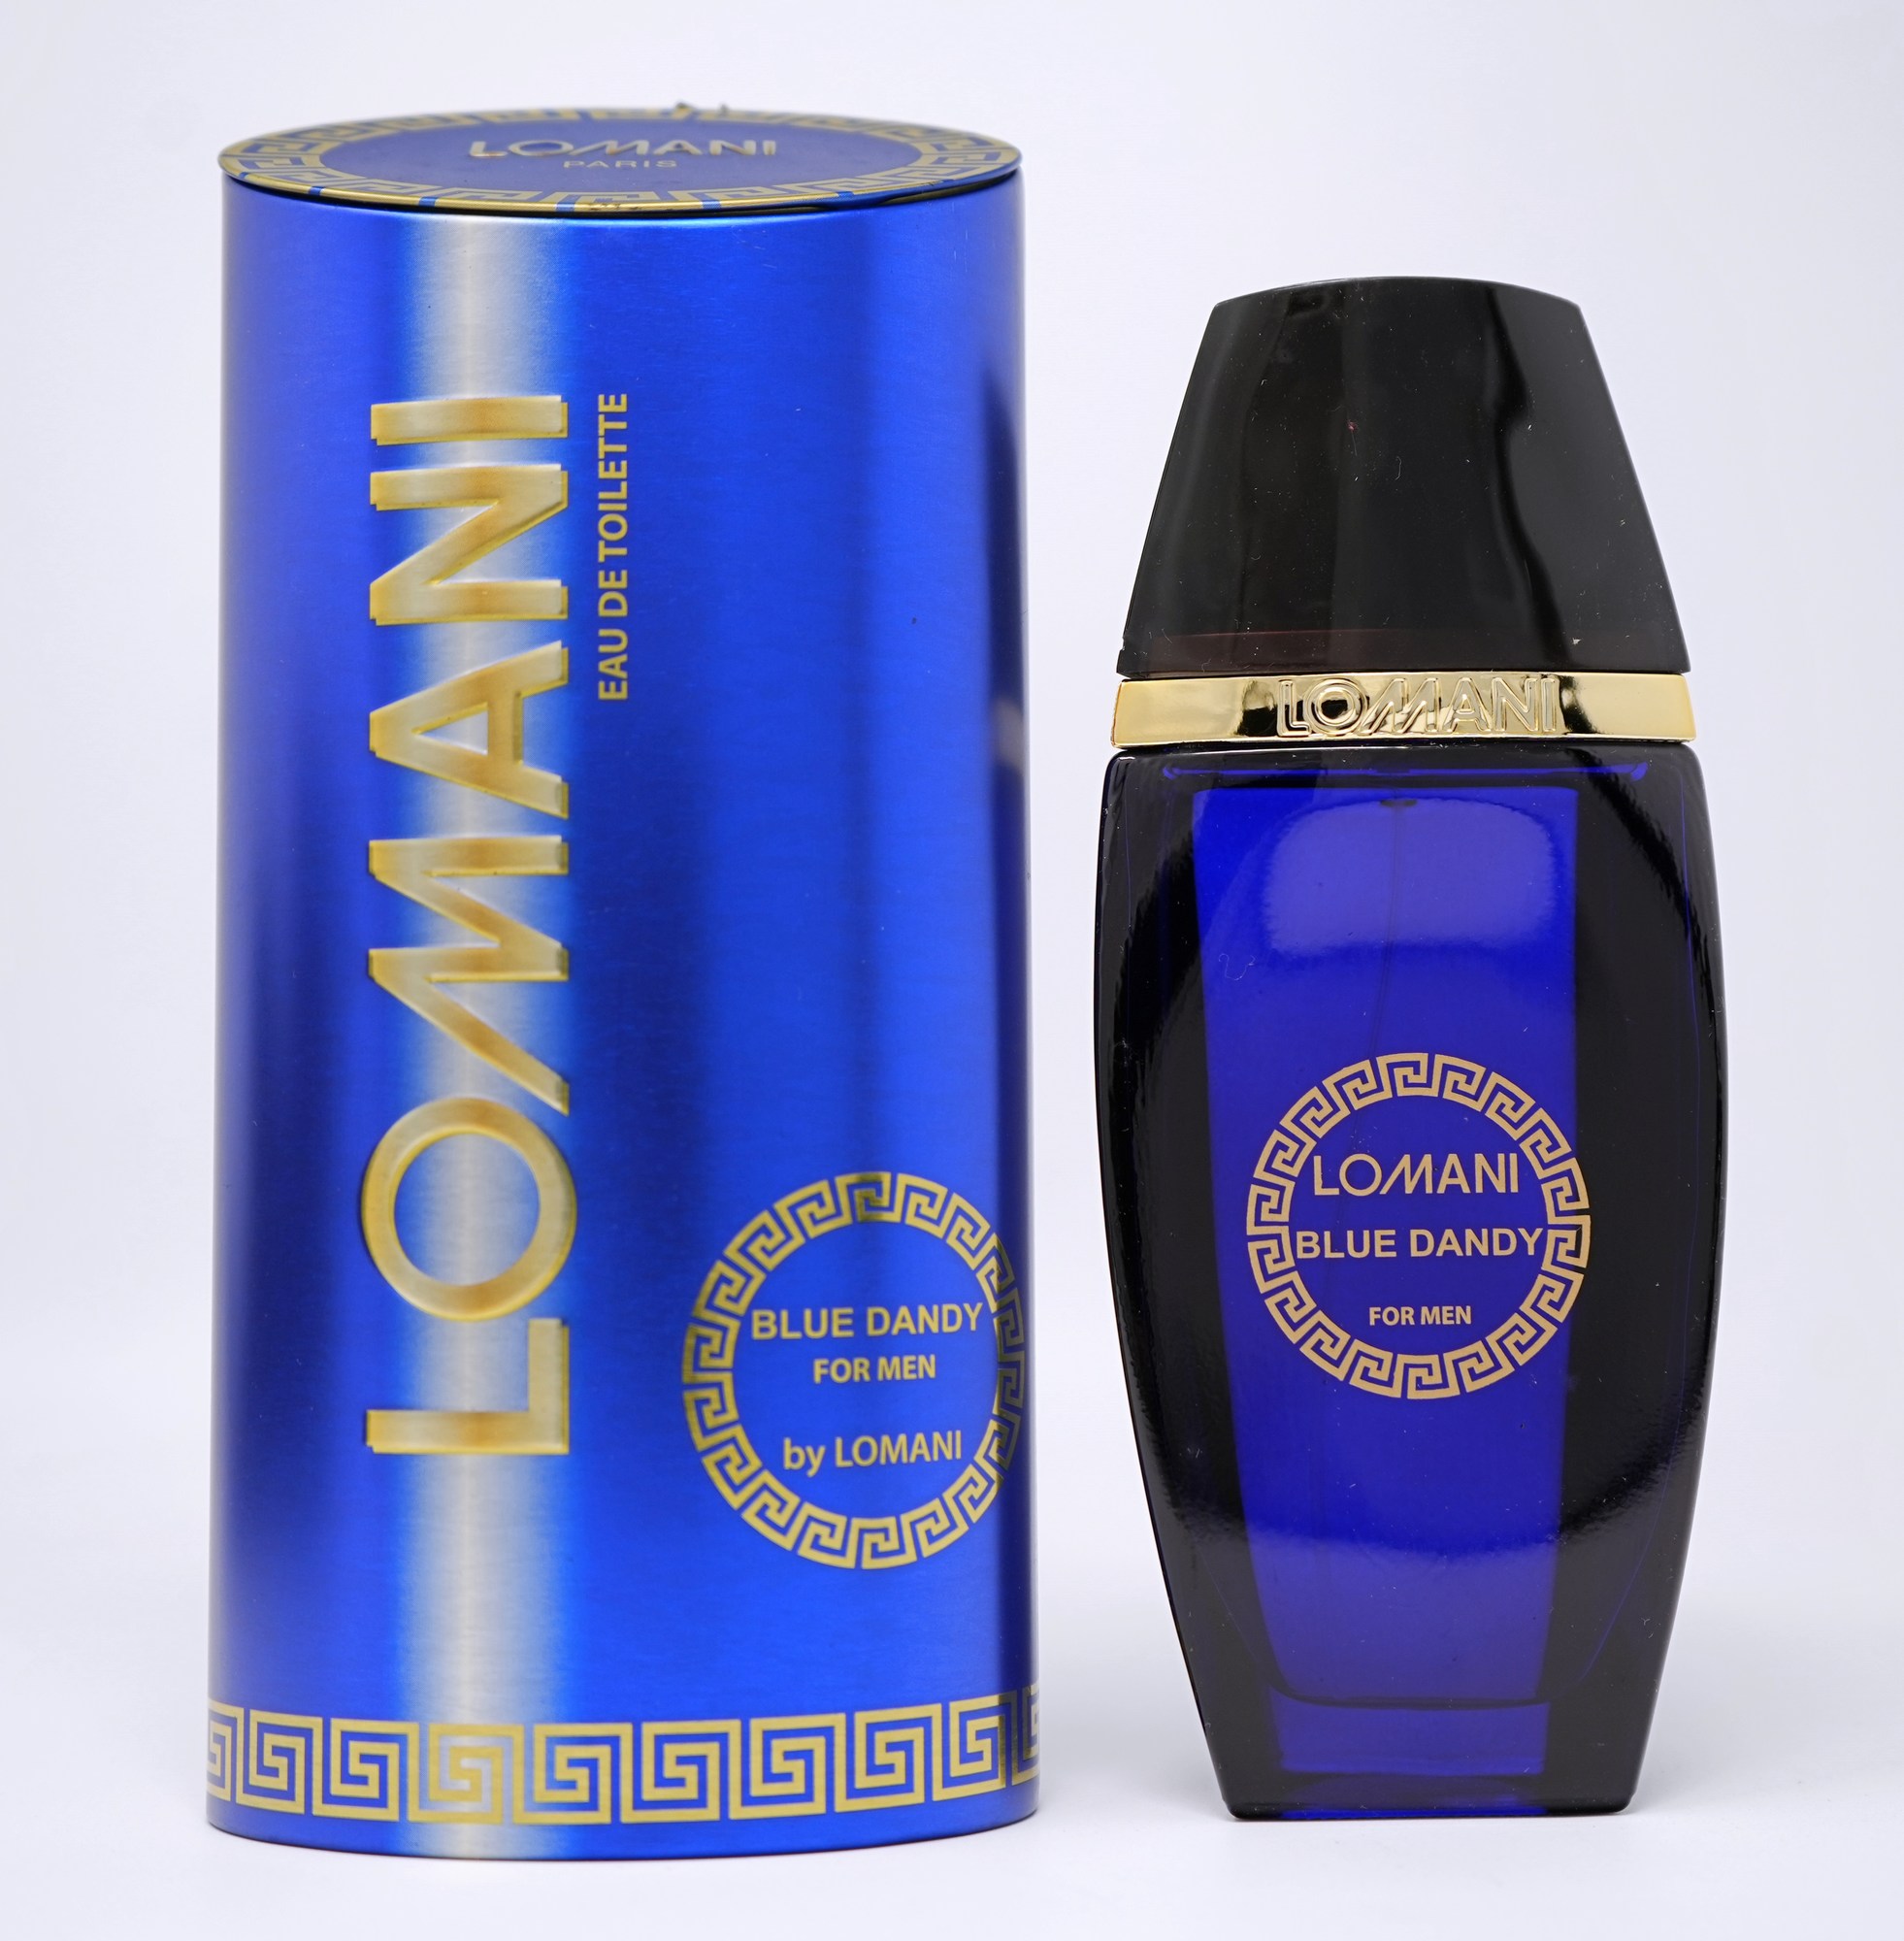 LOMANI
PARIS
LOMANI
EAU DE TOILETTE
BLUE DANDY
FOR MEN
by LOMANI
LOMANI
LOMANI
BLUE DANDY
FOR MEN